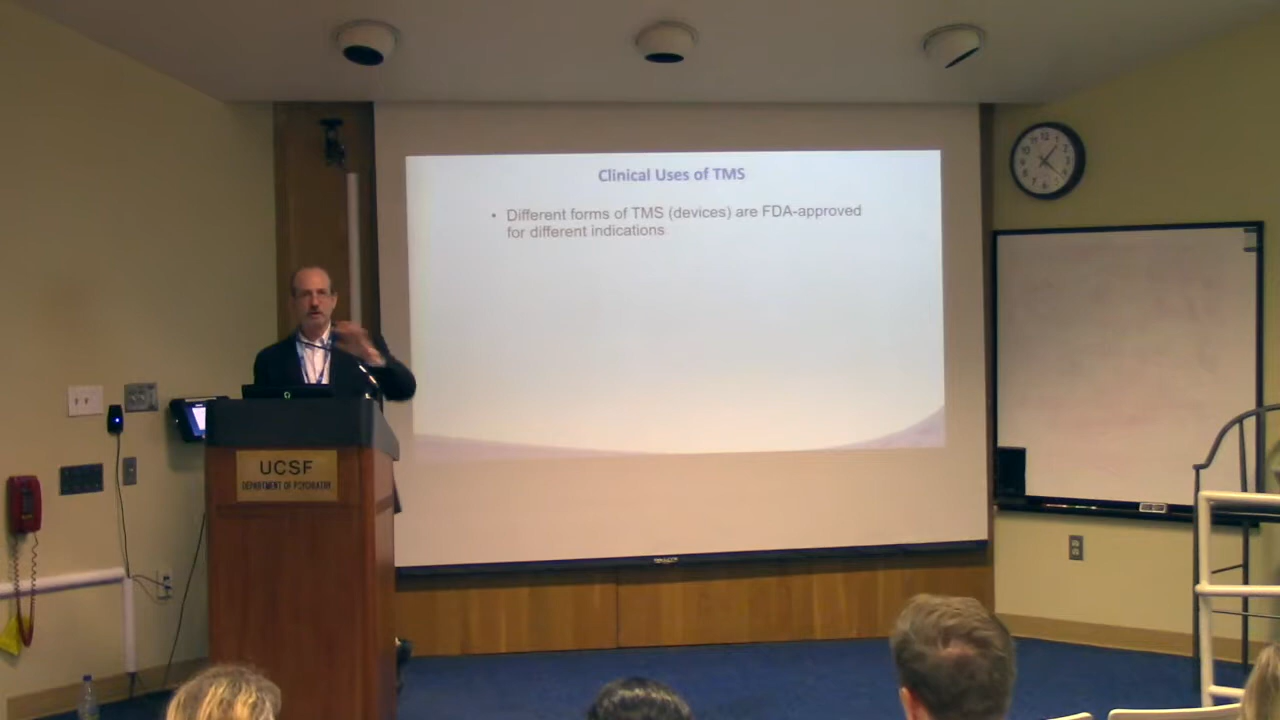 Clinical Uses of TMS
• Different forms of TMS (devices) are FDA-approved
for different indications
UCSF
DEPARTMENT OF PSYCHIATRY